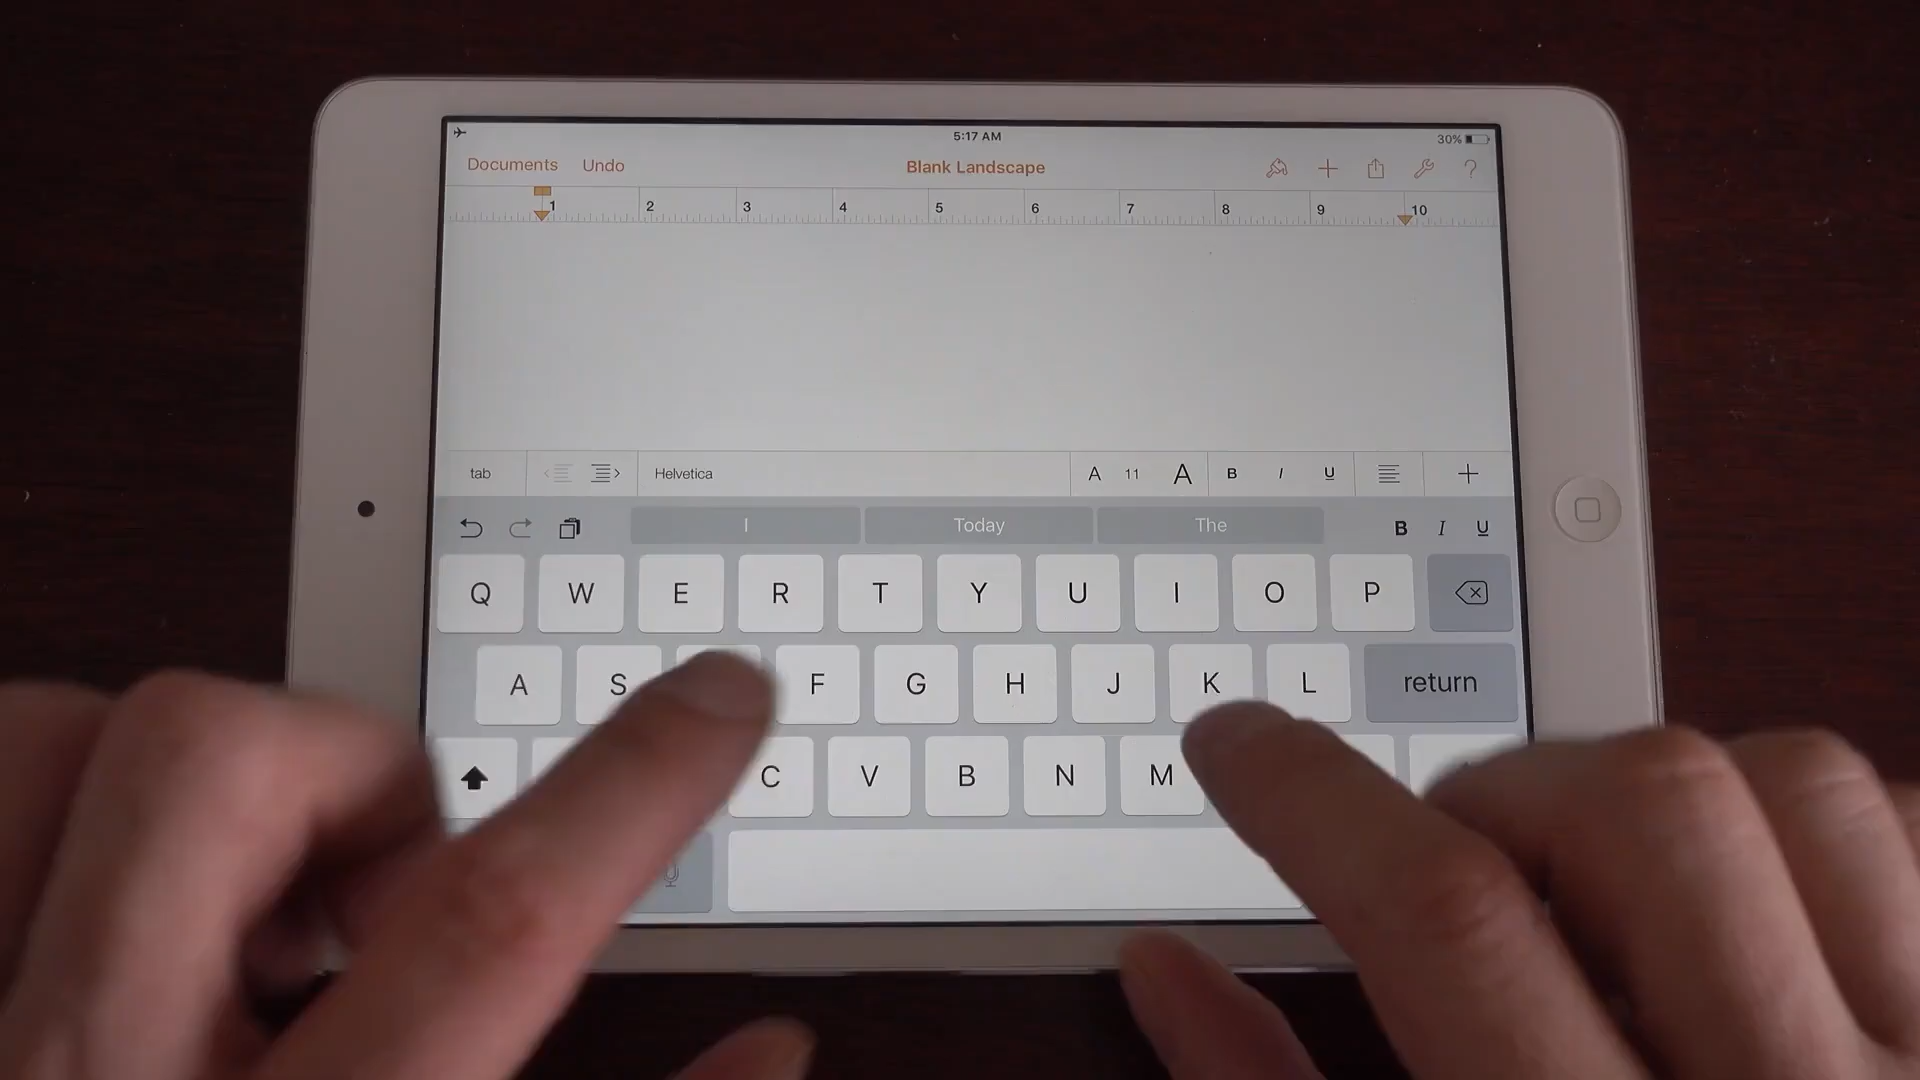 5:17 AM 30%
Documents Undo Blank Landscape ?
1 2 3 4 5 6 7 8 9 10
tab Helvetica A 11 A B I U
I Today The B I U
Q W E R T Y U I O P
A S F G H J K L return
C V B N M